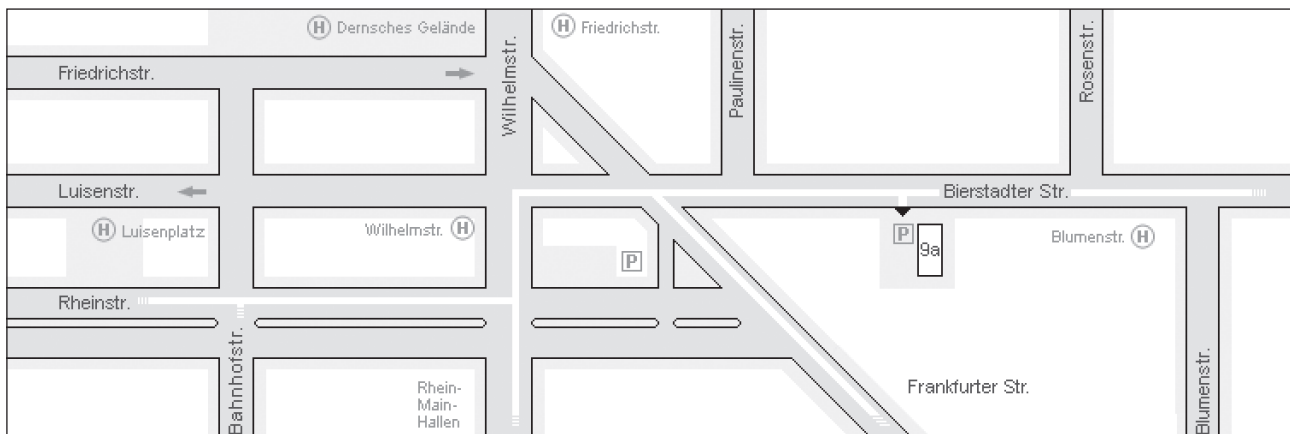 H Dernsches Gelände
H Friedrichstr.
Friedrichstr.
Wilhelmstr.
Paulinenstr.
Rosenstr.
Luisenstr.
Bierstadter Str.
H Luisenplatz
Wilhelmstr. H
P
P
9a
Blumenstr. H
Rheinstr.
Bahnhofstr.
Rhein-
Main-
Hallen
Frankfurter Str.
Blumenstr.